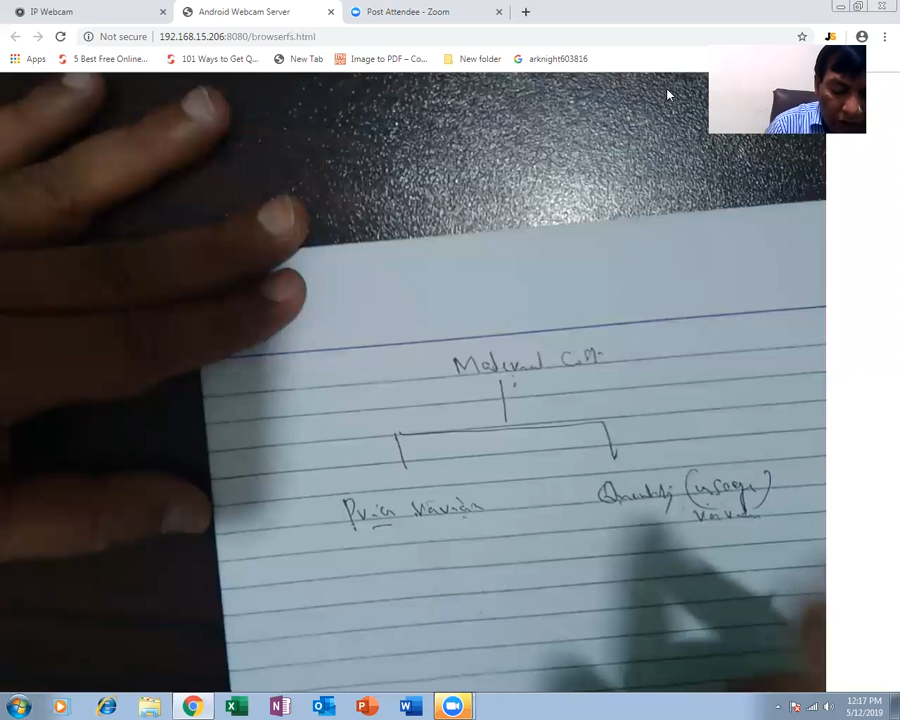 IP Webcam
Android Webcam Server
Post Attendee - Zoom
Not secure 192.168.15.206:8080/browserfs.html
JS
Apps 5 Best Free Onlin... 101 Ways to Get Q... New Tab Image to PDF – Co... New folder arknight603816
Material Cost
Price Variance Quantity (usage)
Variance
12:17 PM
5/12/2019